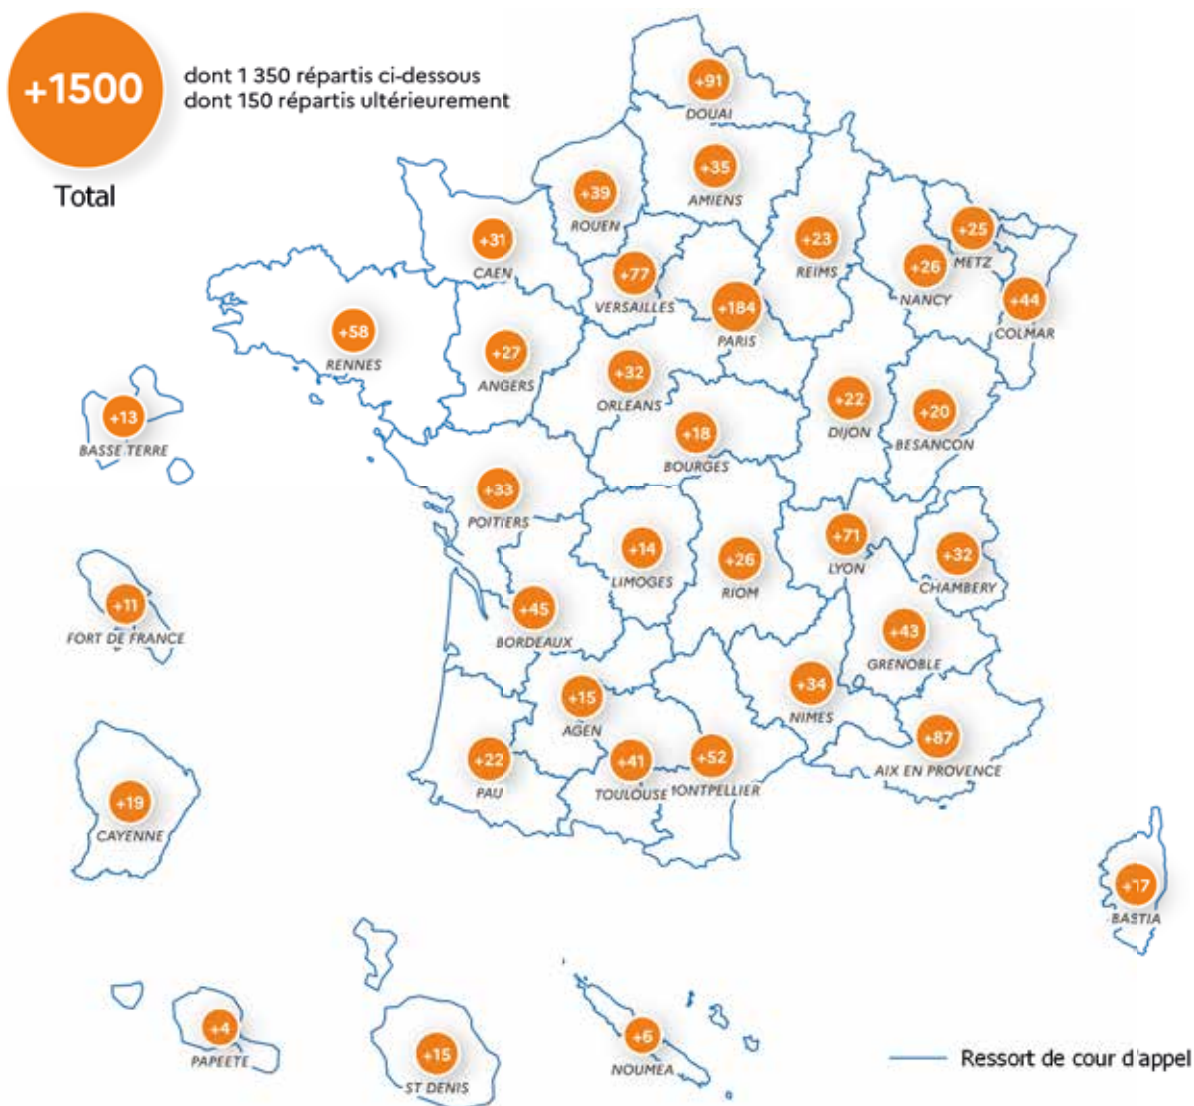 +1500
dont 1 350 répartis ci-dessous
dont 150 répartis ultérieurement
Total
+91
DOUAI
+35
AMIENS
+39
ROUEN
+31
CAEN
+77
VERSAILLES
+184
PARIS
+23
REIMS
+25
METZ
+26
NANCY
+44
COLMAR
+58
RENNES
+27
ANGERS
+32
ORLEANS
+22
DIJON
+20
BESANCON
+18
BOURGES
+13
BASSE TERRE
+33
POITIERS
+14
LIMOGES
+26
RIOM
+71
LYON
+32
CHAMBERY
+11
FORT DE FRANCE
+45
BORDEAUX
+43
GRENOBLE
+15
AGEN
+34
NIMES
+22
PAU
+41
TOULOUSE
+52
MONTPELLIER
+87
AIX EN PROVENCE
+19
CAYENNE
+17
BASTIA
+4
PAPEETE
+15
ST DENIS
+6
NOUMEA
Ressort de cour d'appel